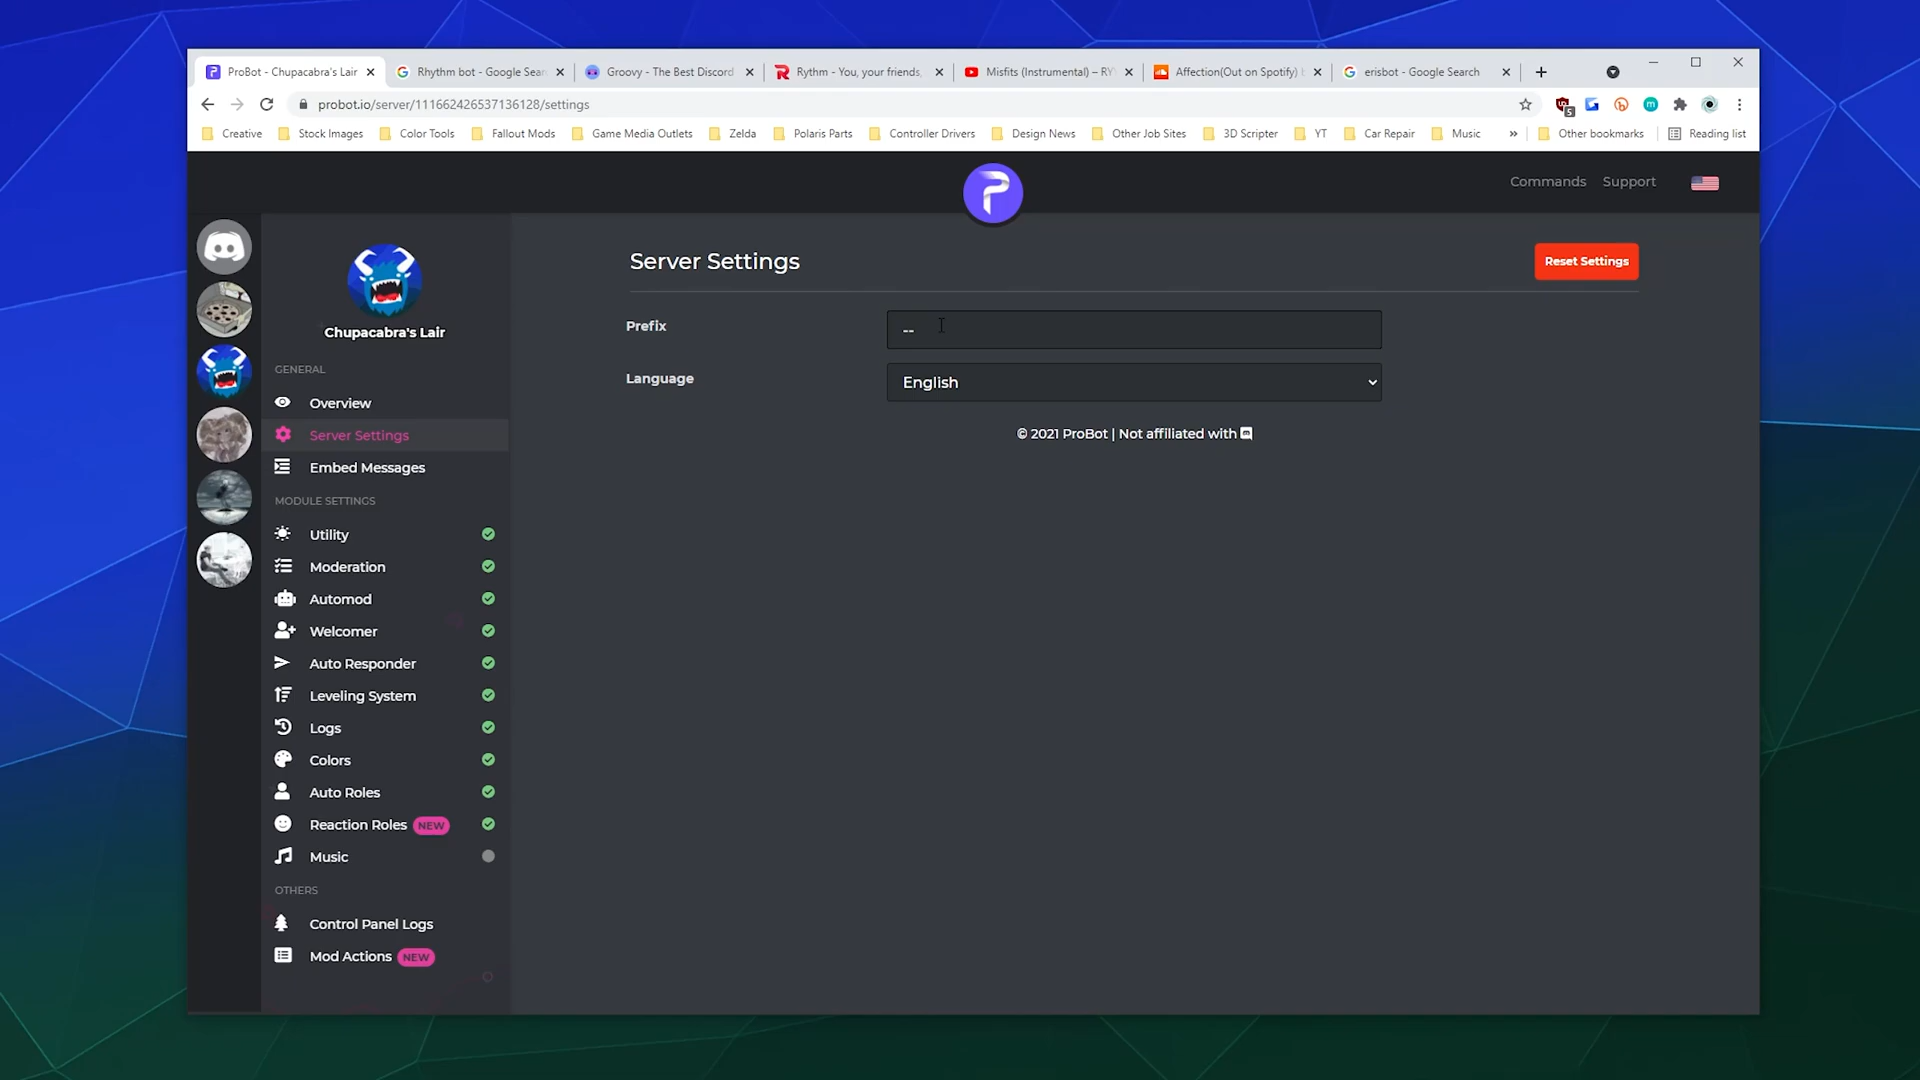 ProBot - Chupacabra's Lair
Rhythm bot - Google Sear
Groovy - The Best Discord
Rythm - You, your friends,
Misfits (Instrumental) – RY
Affection(Out on Spotify)
erisbot - Google Search
probot.io/server/111662426537136128/settings
5
Creative
Stock Images
Color Tools
Fallout Mods
Game Media Outlets
Zelda
Polaris Parts
Controller Drivers
Design News
Other Job Sites
3D Scripter
YT
Car Repair
Music
»
Other bookmarks
Reading list
Commands
Support
Chupacabra's Lair
GENERAL
Overview
Server Settings
Embed Messages
MODULE SETTINGS
Utility
Moderation
Automod
Welcomer
Auto Responder
Leveling System
Logs
Colors
Auto Roles
Reaction Roles NEW
Music
OTHERS
Control Panel Logs
Mod Actions NEW
Server Settings
Reset Settings
Prefix
--
Language
English
© 2021 ProBot | Not affiliated with